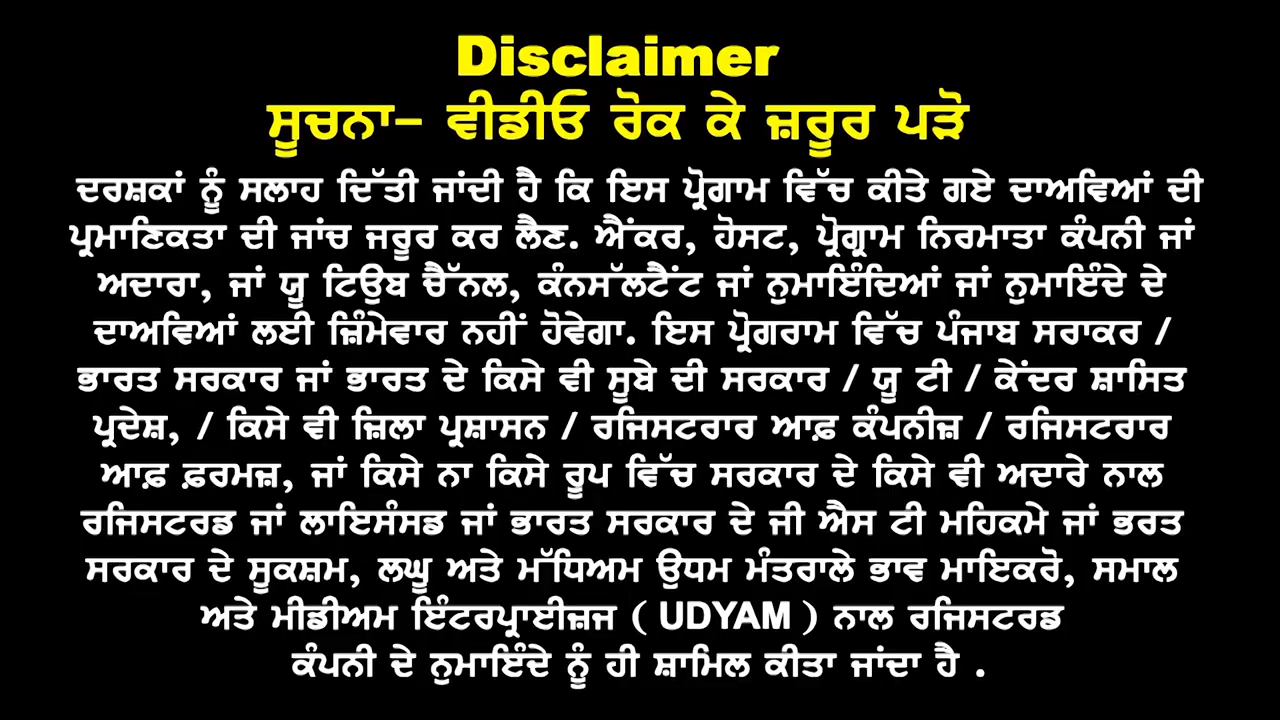 Disclaimer
ਸੂਚਨਾ- ਵੀਡੀਓ ਰੋਕ ਕੇ ਜ਼ਰੂਰ ਪੜੋ
ਦਰਸ਼ਕਾਂ ਨੂੰ ਸਲਾਹ ਦਿੱਤੀ ਜਾਂਦੀ ਹੈ ਕਿ ਇਸ ਪ੍ਰੋਗਾਮ ਵਿੱਚ ਕੀਤੇ ਗਏ ਦਾਅਵਿਆਂ ਦੀ
ਪ੍ਰਮਾਣਿਕਤਾ ਦੀ ਜਾਂਚ ਜਰੂਰ ਕਰ ਲੈਣ. ਐਂਕਰ, ਹੋਸਟ, ਪ੍ਰੋਗ੍ਰਾਮ ਨਿਰਮਾਤਾ ਕੰਪਨੀ ਜਾਂ
ਅਦਾਰਾ, ਜਾਂ ਯੂ ਟਿਉਬ ਚੈੱਨਲ, ਕੰਨਸੱਲਟੈਂਟ ਜਾਂ ਨੁਮਾਇੰਦਿਆਂ ਜਾਂ ਨੁਮਾਇੰਦੇ ਦੇ
ਦਾਅਵਿਆਂ ਲਈ ਜ਼ਿੰਮੇਵਾਰ ਨਹੀਂ ਹੋਵੇਗਾ. ਇਸ ਪ੍ਰੋਗਰਾਮ ਵਿੱਚ ਪੰਜਾਬ ਸਰਾਕਰ /
ਭਾਰਤ ਸਰਕਾਰ ਜਾਂ ਭਾਰਤ ਦੇ ਕਿਸੇ ਵੀ ਸੂਬੇ ਦੀ ਸਰਕਾਰ / ਯੂ ਟੀ / ਕੇਂਦਰ ਸ਼ਾਸਿਤ
ਪ੍ਰਦੇਸ਼, / ਕਿਸੇ ਵੀ ਜ਼ਿਲਾ ਪ੍ਰਸ਼ਾਸਨ / ਰਜਿਸਟਰਾਰ ਆਫ਼ ਕੰਪਨੀਜ਼ / ਰਜਿਸਟਰਾਰ
ਆਫ਼ ਫ਼ਰਮਜ਼, ਜਾਂ ਕਿਸੇ ਨਾ ਕਿਸੇ ਰੂਪ ਵਿੱਚ ਸਰਕਾਰ ਦੇ ਕਿਸੇ ਵੀ ਅਦਾਰੇ ਨਾਲ
ਰਜਿਸਟਰਡ ਜਾਂ ਲਾਇਸੰਸਡ ਜਾਂ ਭਾਰਤ ਸਰਕਾਰ ਦੇ ਜੀ ਐਸ ਟੀ ਮਹਿਕਮੇ ਜਾਂ ਭਰਤ
ਸਰਕਾਰ ਦੇ ਸੂਕਸ਼ਮ, ਲਘੂ ਅਤੇ ਮੱਧਿਅਮ ਉਧਮ ਮੰਤਰਾਲੇ ਭਾਵ ਮਾਇਕਰੋ, ਸਮਾਲ
ਅਤੇ ਮੀਡੀਅਮ ਇੰਟਰਪ੍ਰਾਈਜ਼ਜ ( UDYAM ) ਨਾਲ ਰਜਿਸਟਰਡ
ਕੰਪਨੀ ਦੇ ਨੁਮਾਇੰਦੇ ਨੂੰ ਹੀ ਸ਼ਾਮਿਲ ਕੀਤਾ ਜਾਂਦਾ ਹੈ .